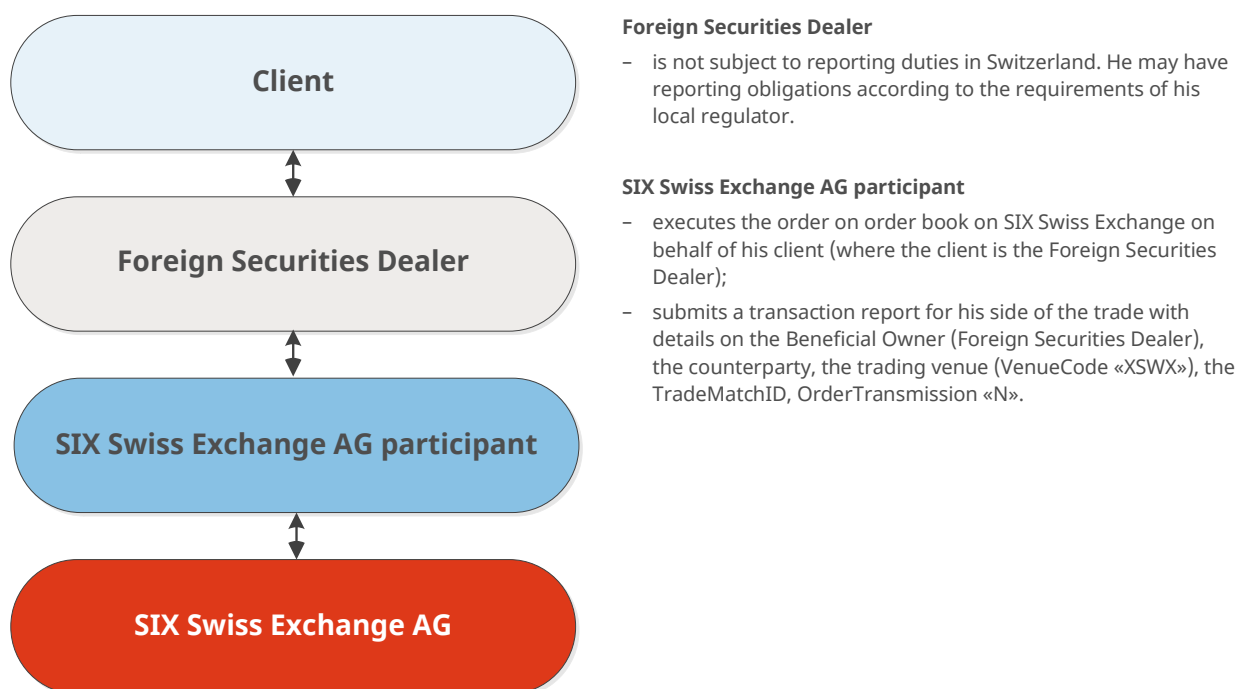 Client
Foreign Securities Dealer
SIX Swiss Exchange AG participant
SIX Swiss Exchange AG
Foreign Securities Dealer
– is not subject to reporting duties in Switzerland. He may have
reporting obligations according to the requirements of his
local regulator.
SIX Swiss Exchange AG participant
– executes the order on order book on SIX Swiss Exchange on
behalf of his client (where the client is the Foreign Securities
Dealer);
– submits a transaction report for his side of the trade with
details on the Beneficial Owner (Foreign Securities Dealer),
the counterparty, the trading venue (VenueCode «XSWX»), the
TradeMatchID, OrderTransmission «N».